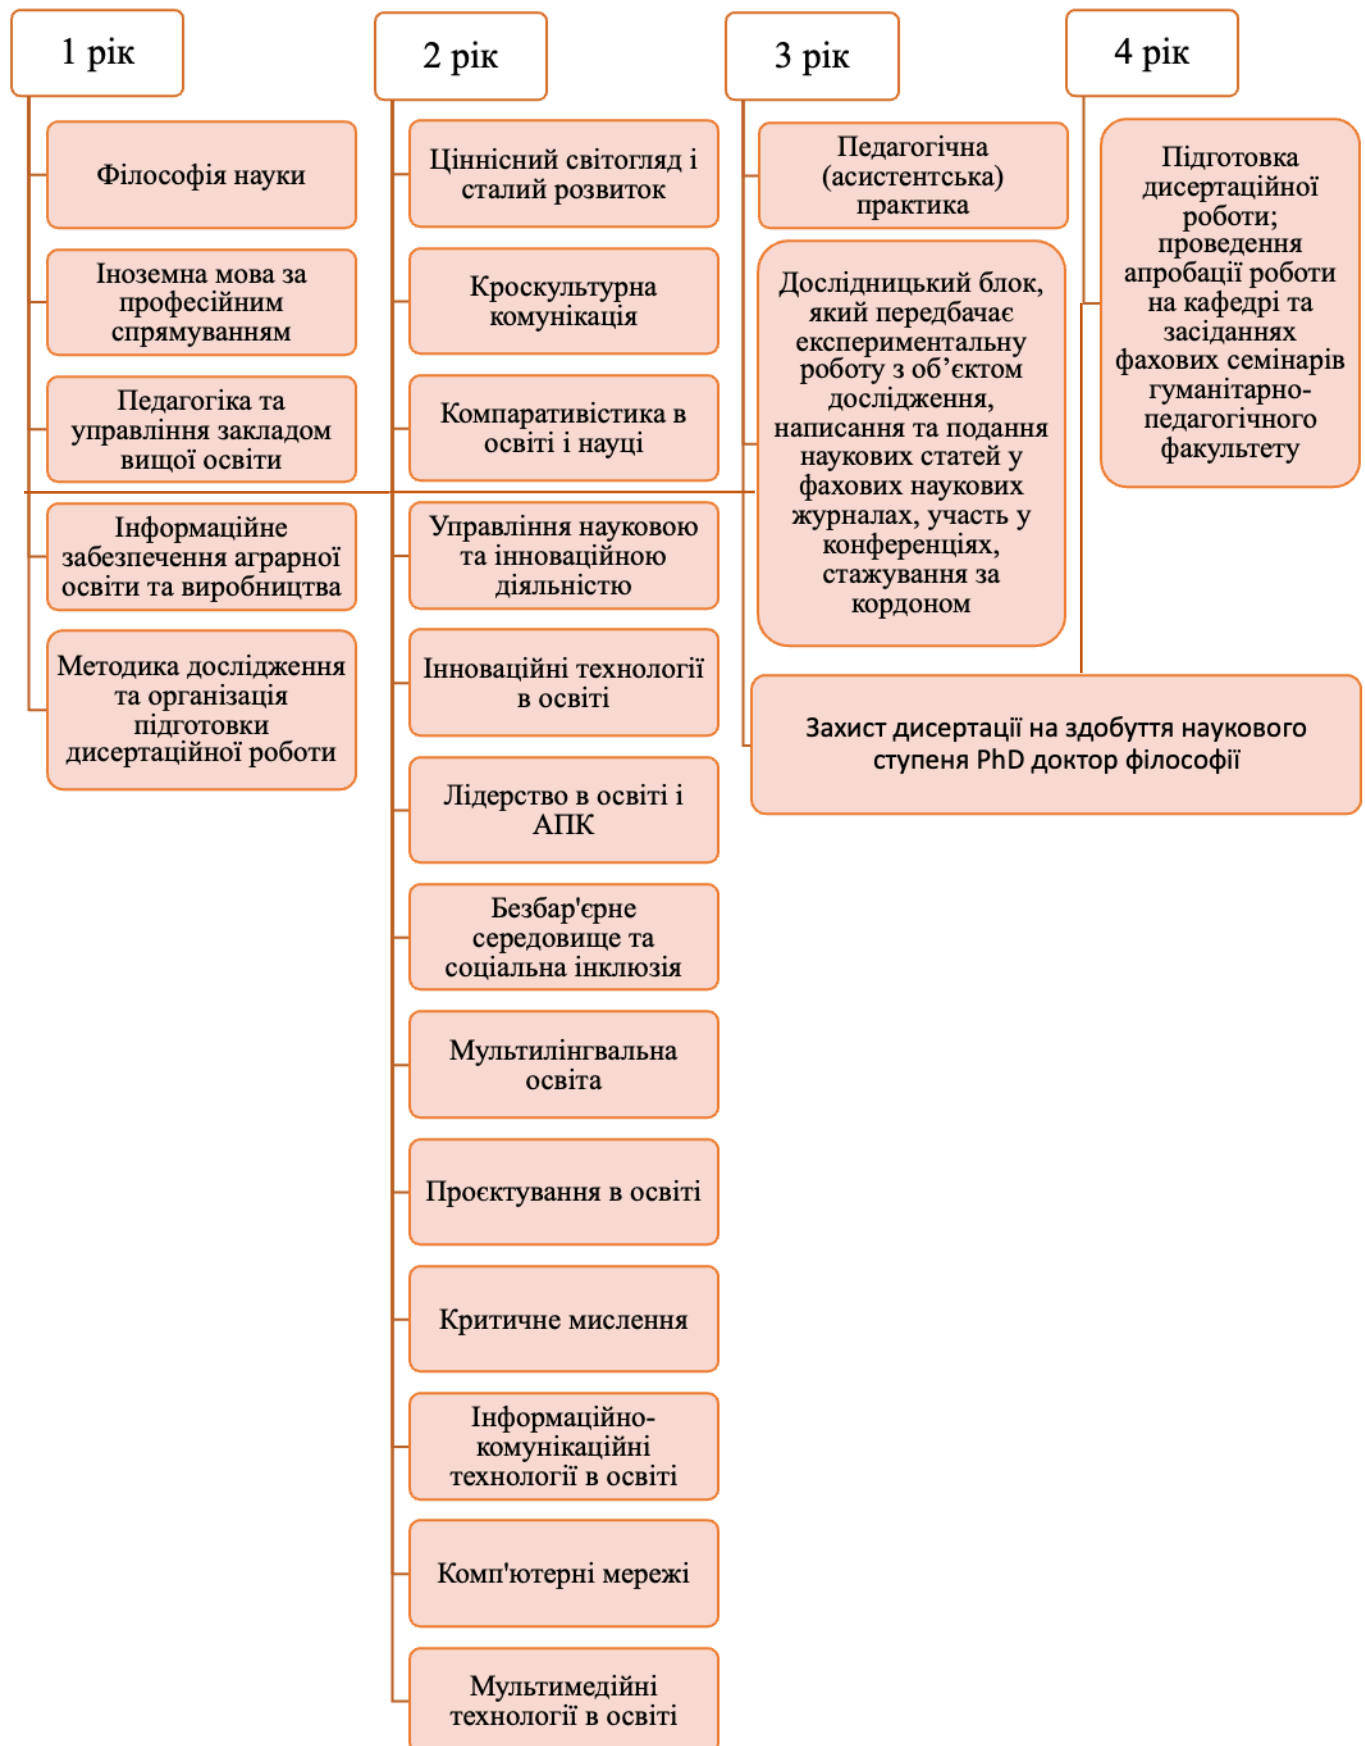 1 рік
Філософія науки
Іноземна мова за
професійним
спрямуванням
Педагогіка та
управління закладом
вищої освіти
Інформаційне
забезпечення аграрної
освіти та виробництва
Методика дослідження
та організація
підготовки
дисертаційної роботи
2 рік
Ціннісний світогляд і
сталий розвиток
Кроскультурна
комунікація
Компаративістика в
освіті і науці
Управління науковою
та інноваційною
діяльністю
Інноваційні технології
в освіті
Лідерство в освіті і
АПК
Безбар'єрне
середовище та
соціальна інклюзія
Мультилінгвальна
освіта
Проєктування в освіті
Критичне мислення
Інформаційно-
комунікаційні
технології в освіті
Комп'ютерні мережі
Мультимедійні
технології в освіті
3 рік
Педагогічна
(асистентська)
практика
Дослідницький блок,
який передбачає
експериментальну
роботу з об’єктом
дослідження,
написання та подання
наукових статей у
фахових наукових
журналах, участь у
конференціях,
стажування за
кордоном
4 рік
Підготовка
дисертаційної
роботи;
проведення
апробації роботи
на кафедрі та
засіданнях
фахових семінарів
гуманітарно-
педагогічного
факультету
Захист дисертації на здобуття наукового
ступеня PhD доктор філософії